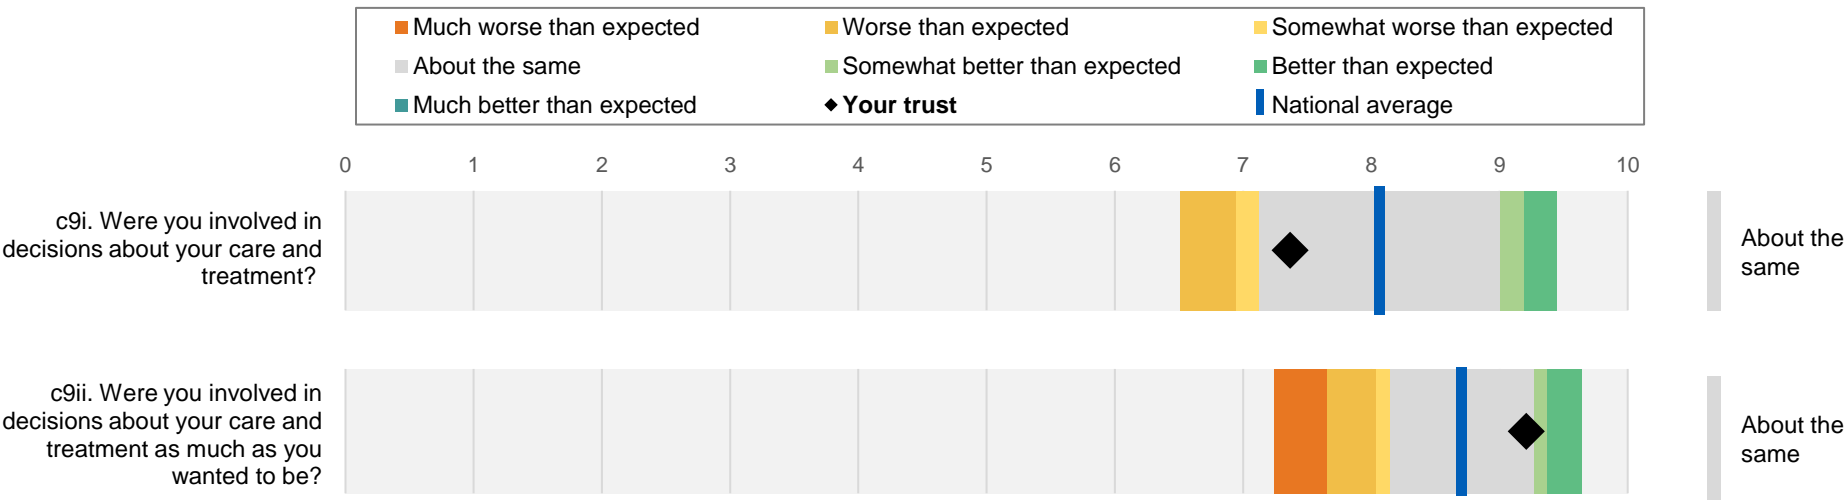 Much worse than expected
Worse than expected
Somewhat worse than expected
About the same
Somewhat better than expected
Better than expected
Much better than expected
Your trust
National average
0 1 2 3 4 5 6 7 8 9 10
c9i. Were you involved in
decisions about your care and
treatment?
About the
same
c9ii. Were you involved in
decisions about your care and
treatment as much as you
wanted to be?
About the
same